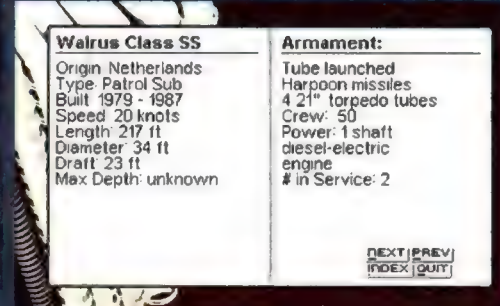 Walrus Class SS
Origin: Netherlands
Type: Patrol Sub
Built: 1979 - 1987
Speed: 20 knots
Length: 217 ft
Diameter: 34 ft
Draft: 23 ft
Max Depth: unknown
Armament:
Tube launched
Harpoon missiles
4 21" torpedo tubes
Crew: 50
Power: 1 shaft
diesel-electric
engine
# in Service: 2
NEXT PREV
INDEX QUIT